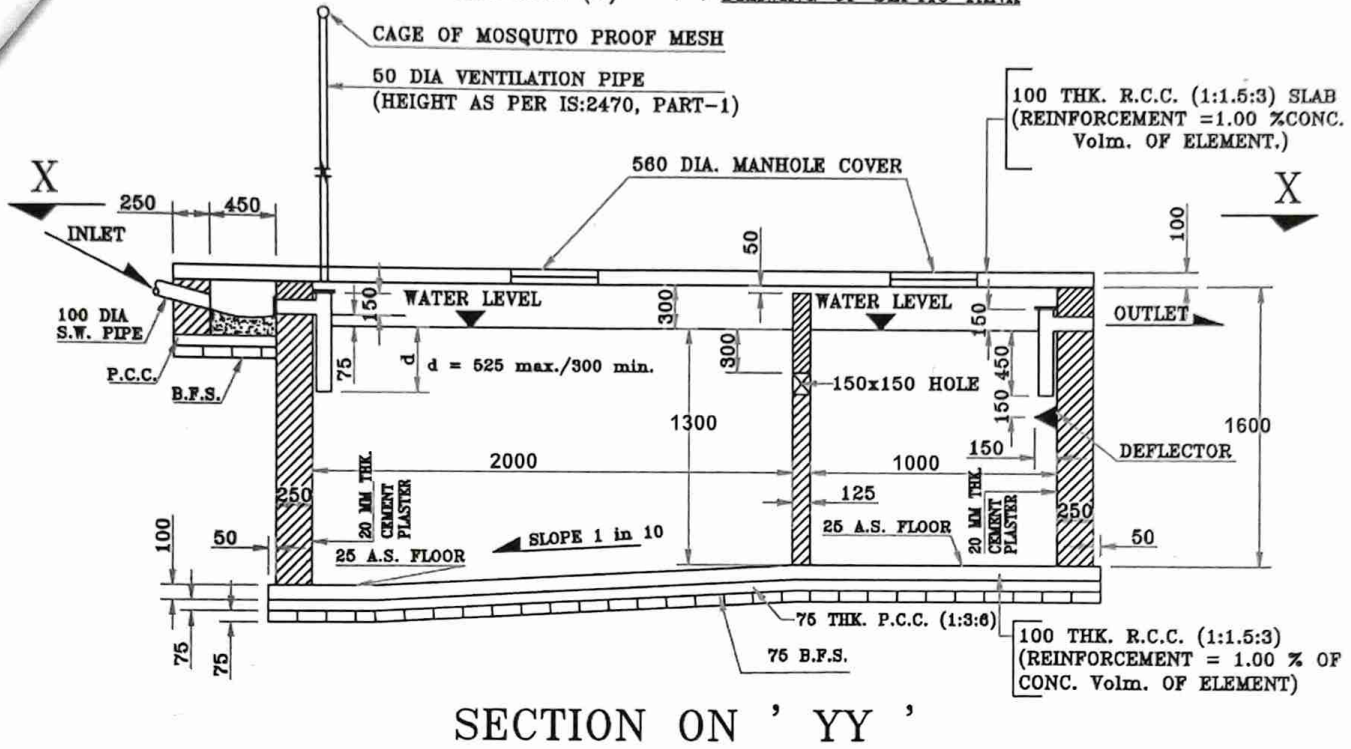 DRAWING OF SEPTIC TANK
CAGE OF MOSQUITO PROOF MESH
50 DIA VENTILATION PIPE
(HEIGHT AS PER IS:2470, PART-1)
100 THK. R.C.C. (1:1.5:3) SLAB
(REINFORCEMENT =1.00 %CONC.
Volm. OF ELEMENT.)
560 DIA. MANHOLE COVER
X
X
250
450
INLET
50
100
150
WATER LEVEL
300
WATER LEVEL
150
OUTLET
100 DIA
S.W. PIPE
P.C.C.
B.F.S.
75
d
d = 525 max./300 min.
300
150x150 HOLE
450
150
1300
1600
DEFLECTOR
150
2000
1000
250
20 MM THK.
CEMENT
PLASTER
125
20 MM THK.
CEMENT
PLASTER
250
100
50
SLOPE 1 in 10
25 A.S. FLOOR
25 A.S. FLOOR
50
75
75
75 THK. P.C.C. (1:3:6)
75 B.F.S.
100 THK. R.C.C. (1:1.5:3)
(REINFORCEMENT = 1.00 % OF
CONC. Volm. OF ELEMENT)
SECTION ON ' YY '